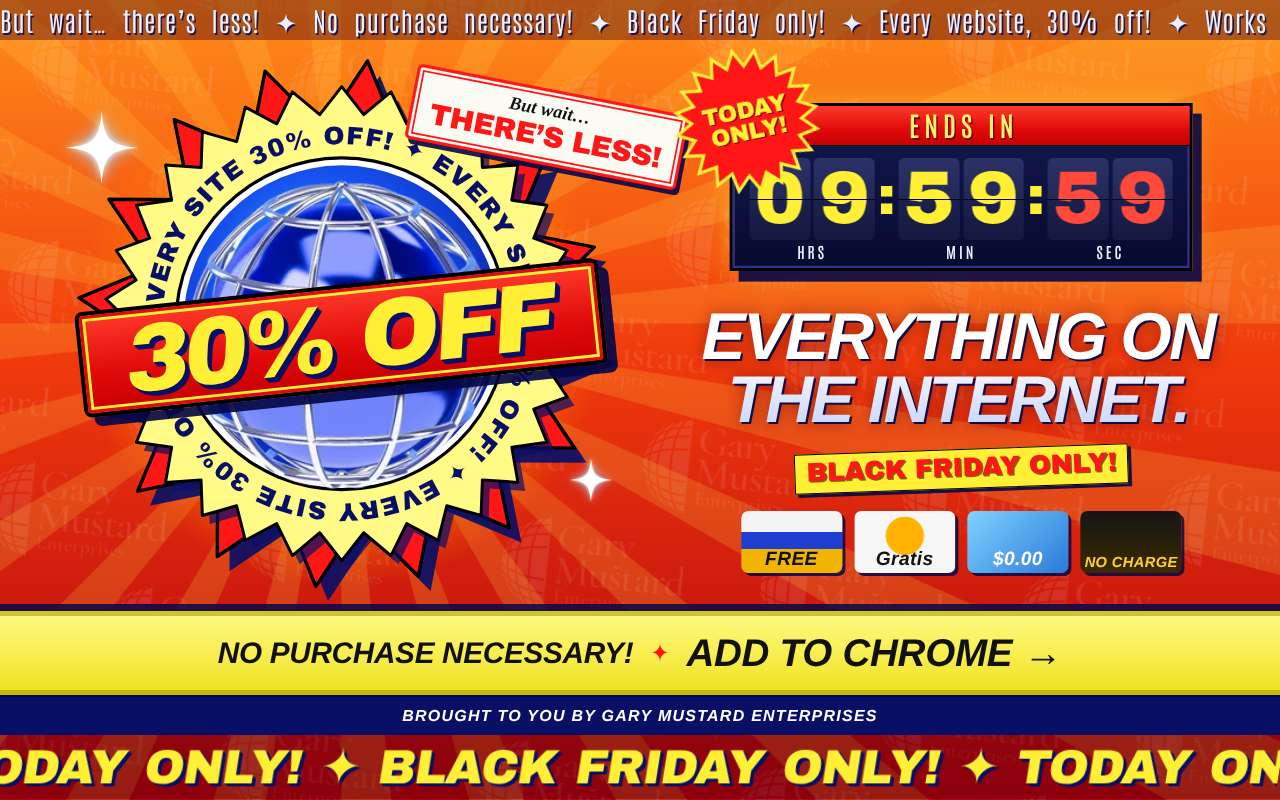 But wait… there’s less! ✦ No purchase necessary! ✦ Black Friday only! ✦ Every website, 30% off! ✦ Works
EVERY SITE 30% OFF! ✦ EVERY S
% OFF! ✦ EVERY SITE 30% O
30% OFF
But wait…
THERE’S LESS!
TODAY
ONLY!
ENDS IN
09:59:59
HRS MIN SEC
EVERYTHING ON
THE INTERNET.
BLACK FRIDAY ONLY!
FREE Gratis $0.00 NO CHARGE
NO PURCHASE NECESSARY! ✦ ADD TO CHROME →
BROUGHT TO YOU BY GARY MUSTARD ENTERPRISES
ODAY ONLY! ✦ BLACK FRIDAY ONLY! ✦ TODAY ON
Gary
Mustard
Enterprises